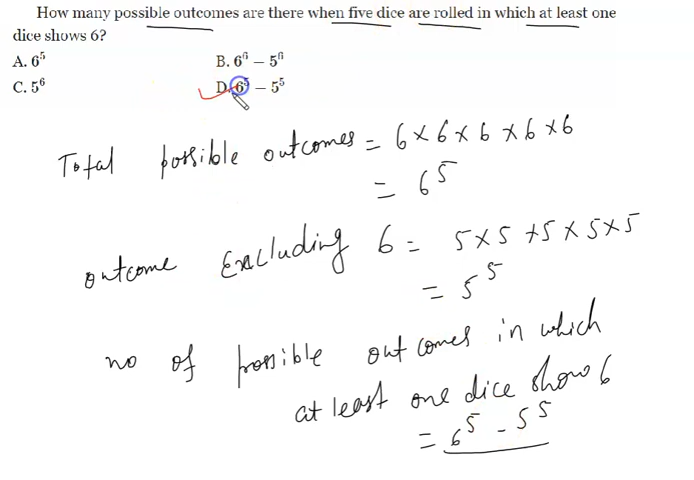 How many possible outcomes are there when five dice are rolled in which at least one
dice shows 6?
A. 6⁵ B. 6⁶ – 5⁶
C. 5⁶ D. 6⁵ – 5⁵
Total possible outcomes = 6 × 6 × 6 × 6 × 6
= 6⁵
outcome Excluding 6 = 5 × 5 × 5 × 5 × 5
= 5⁵
no of possible out comes in which
at least one dice show 6
= 6⁵ - 5⁵